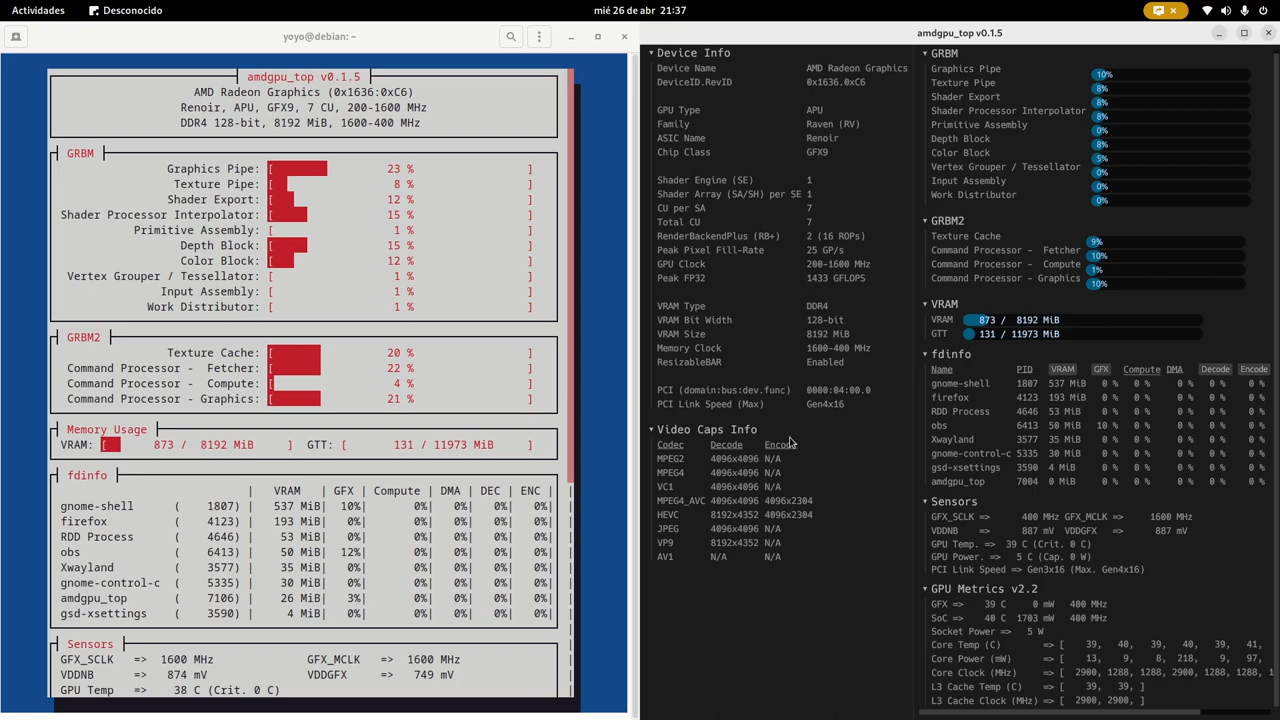 Actividades Desconocido mié 26 de abr 21:37
yoyo@debian: ~
amdgpu_top v0.1.5
AMD Radeon Graphics (0x1636:0xC6)
Renoir, APU, GFX9, 7 CU, 200-1600 MHz
DDR4 128-bit, 8192 MiB, 1600-400 MHz
GRBM
Graphics Pipe: [ 23 % ]
Texture Pipe: [ 8 % ]
Shader Export: [ 12 % ]
Shader Processor Interpolator: [ 15 % ]
Primitive Assembly: [ 1 % ]
Depth Block: [ 15 % ]
Color Block: [ 12 % ]
Vertex Grouper / Tessellator: [ 1 % ]
Input Assembly: [ 1 % ]
Work Distributor: [ 1 % ]
GRBM2
Texture Cache: [ 20 % ]
Command Processor - Fetcher: [ 22 % ]
Command Processor - Compute: [ 4 % ]
Command Processor - Graphics: [ 21 % ]
Memory Usage
VRAM: [ 873 / 8192 MiB ] GTT: [ 131 / 11973 MiB ]
fdinfo
| VRAM | GFX | Compute | DMA | DEC | ENC |
gnome-shell ( 1807) | 537 MiB| 10%| 0%| 0%| 0%| 0%|
firefox ( 4123) | 193 MiB| 0%| 0%| 0%| 0%| 0%|
RDD Process ( 4646) | 53 MiB| 0%| 0%| 0%| 0%| 0%|
obs ( 6413) | 50 MiB| 12%| 0%| 0%| 0%| 0%|
Xwayland ( 3577) | 35 MiB| 0%| 0%| 0%| 0%| 0%|
gnome-control-c ( 5335) | 30 MiB| 0%| 0%| 0%| 0%| 0%|
amdgpu_top ( 7106) | 26 MiB| 3%| 0%| 0%| 0%| 0%|
gsd-xsettings ( 3590) | 4 MiB| 0%| 0%| 0%| 0%| 0%|
Sensors
GFX_SCLK => 1600 MHz GFX_MCLK => 1600 MHz
VDDNB => 874 mV VDDGFX => 749 mV
GPU Temp => 38 C (Crit. 0 C)
amdgpu_top v0.1.5
Device Info
Device Name AMD Radeon Graphics
DeviceID.RevID 0x1636.0xC6
GPU Type APU
Family Raven (RV)
ASIC Name Renoir
Chip Class GFX9
Shader Engine (SE) 1
Shader Array (SA/SH) per SE 1
CU per SA 7
Total CU 7
RenderBackendPlus (RB+) 2 (16 ROPs)
Peak Pixel Fill-Rate 25 GP/s
GPU Clock 200-1600 MHz
Peak FP32 1433 GFLOPS
VRAM Type DDR4
VRAM Bit Width 128-bit
VRAM Size 8192 MiB
Memory Clock 1600-400 MHz
ResizableBAR Enabled
PCI (domain:bus:dev.func) 0000:04:00.0
PCI Link Speed (Max) Gen4x16
Video Caps Info
Codec Decode Encode
MPEG2 4096x4096 N/A
MPEG4 4096x4096 N/A
VC1 4096x4096 N/A
MPEG4_AVC 4096x4096 4096x2304
HEVC 8192x4352 4096x2304
JPEG 4096x4096 N/A
VP9 8192x4352 N/A
AV1 N/A N/A
GRBM
Graphics Pipe 10%
Texture Pipe 8%
Shader Export 8%
Shader Processor Interpolator 8%
Primitive Assembly 0%
Depth Block 8%
Color Block 5%
Vertex Grouper / Tessellator 0%
Input Assembly 0%
Work Distributor 0%
GRBM2
Texture Cache 9%
Command Processor - Fetcher 10%
Command Processor - Compute 1%
Command Processor - Graphics 10%
VRAM
VRAM 873 / 8192 MiB
GTT 131 / 11973 MiB
fdinfo
Name PID VRAM GFX Compute DMA Decode Encode
gnome-shell 1807 537 MiB 0 % 0 % 0 % 0 % 0 %
firefox 4123 193 MiB 0 % 0 % 0 % 0 % 0 %
RDD Process 4646 53 MiB 0 % 0 % 0 % 0 % 0 %
obs 6413 50 MiB 10 % 0 % 0 % 0 % 0 %
Xwayland 3577 35 MiB 0 % 0 % 0 % 0 % 0 %
gnome-control-c 5335 30 MiB 0 % 0 % 0 % 0 % 0 %
gsd-xsettings 3590 4 MiB 0 % 0 % 0 % 0 % 0 %
amdgpu_top 7004 0 MiB 0 % 0 % 0 % 0 % 0 %
Sensors
GFX_SCLK => 400 MHz GFX_MCLK => 1600 MHz
VDDNB => 887 mV VDDGFX => 887 mV
GPU Temp. => 39 C (Crit. 0 C)
GPU Power. => 5 C (Cap. 0 W)
PCI Link Speed => Gen3x16 (Max. Gen4x16)
GPU Metrics v2.2
GFX => 39 C 0 mW 400 MHz
SoC => 40 C 1703 mW 400 MHz
Socket Power => 5 W
Core Temp (C) => [ 39, 40, 39, 40, 39, 41,
Core Power (mW) => [ 13, 9, 8, 218, 9, 97,
Core Clock (MHz) => [ 2900, 1288, 1288, 2900, 1288, 1
L3 Cache Temp (C) => [ 39, 39, ]
L3 Cache Clock (MHz) => [ 2900, 2900, ]